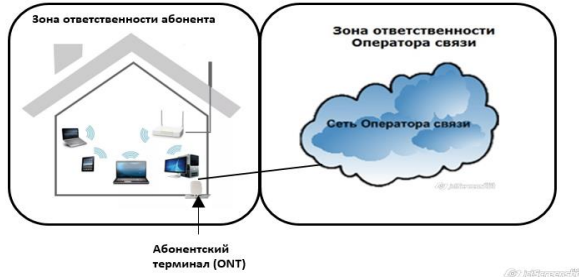 Зона ответственности абонента
Зона ответственности
Оператора связи
Сеть Оператора связи
Абонентский
терминал (ONT)